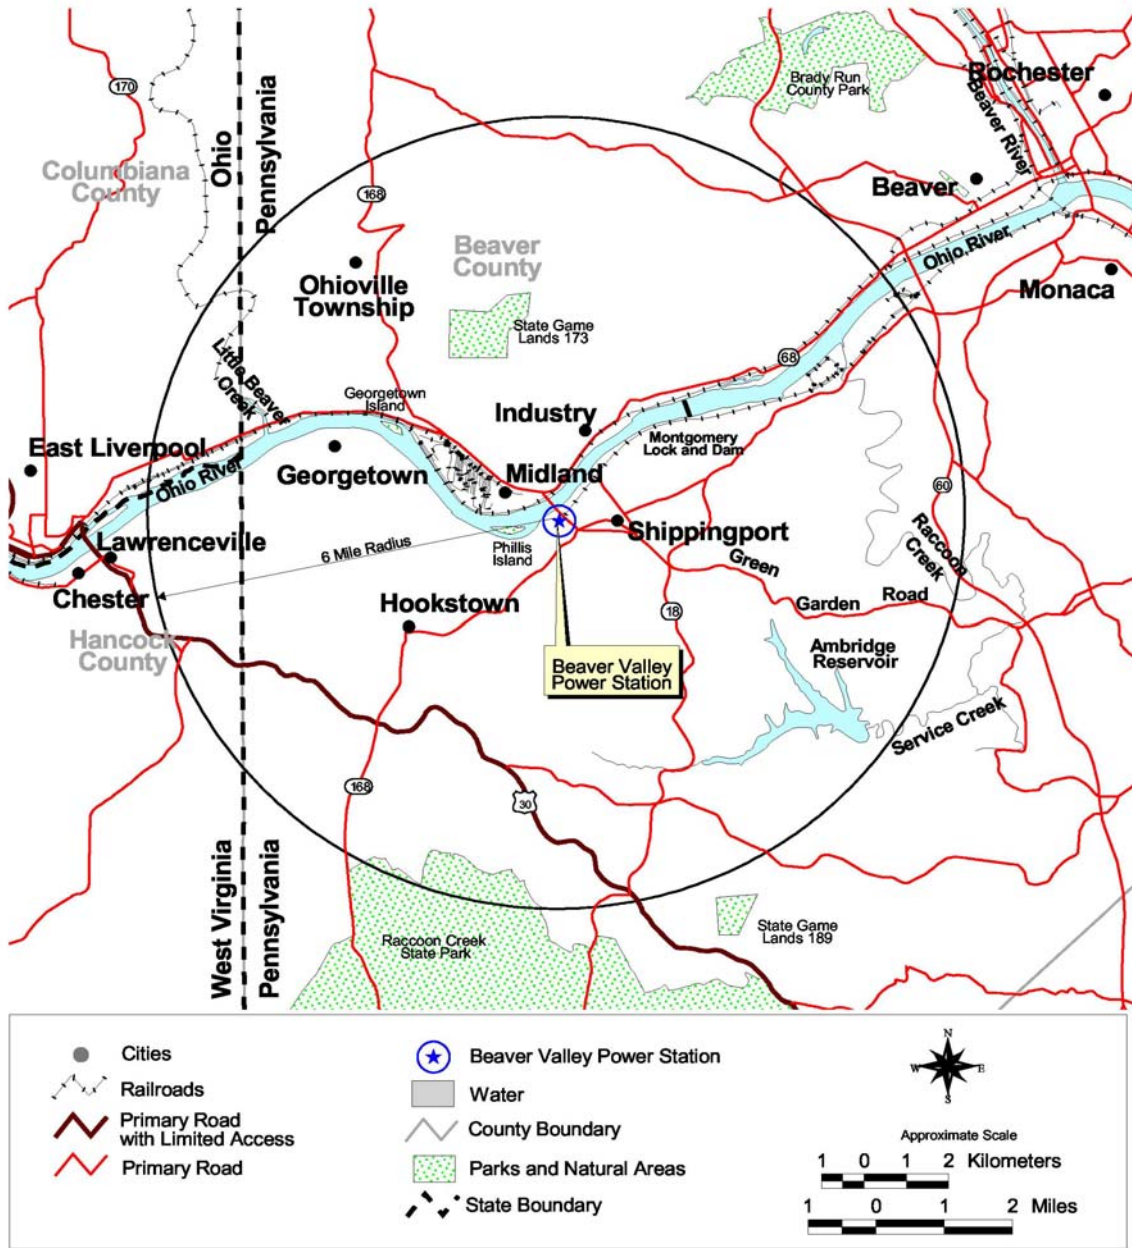 170
Columbiana
County
Ohio
Pennsylvania
168
Brady Run
County Park
Rochester
Beaver River
Beaver
Ohio River
Monaca
Beaver
County
Ohioville
Township
State Game
Lands 173
68
Little Beaver
Creek
Georgetown
Island
Industry
Montgomery
Lock and Dam
East Liverpool
Ohio River
Georgetown
Midland
60
Shippingport
Raccoon
Creek
Lawrenceville
6 Mile Radius
Phillis
Island
Green
Garden
Road
Chester
Hookstown
18
Hancock
County
Ambridge
Reservoir
Beaver Valley
Power Station
Service Creek
168
30
West Virginia
Pennsylvania
Raccoon Creek
State Park
State Game
Lands 189
Cities
Railroads
Primary Road
with Limited Access
Primary Road
Beaver Valley Power Station
Water
County Boundary
Parks and Natural Areas
State Boundary
N
W E
S
Approximate Scale
1 0 1 2 Kilometers
1 0 1 2 Miles